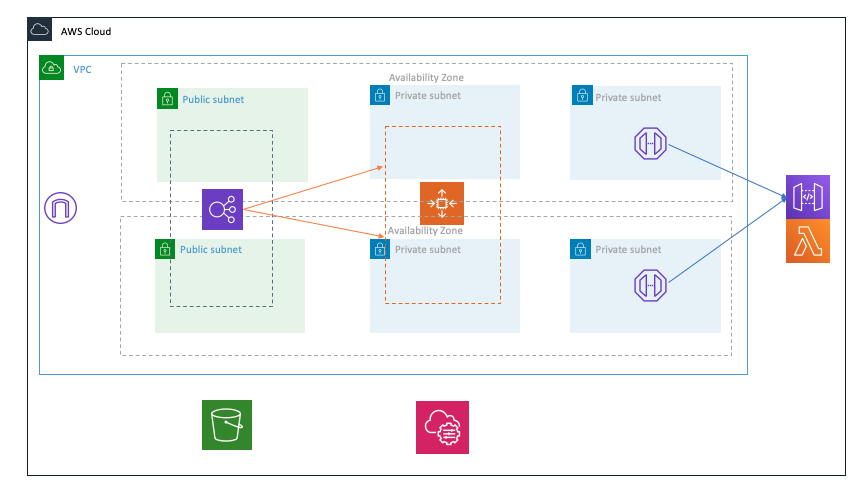 AWS Cloud
VPC
Availability Zone
Public subnet
Private subnet
Private subnet
Availability Zone
Public subnet
Private subnet
Private subnet